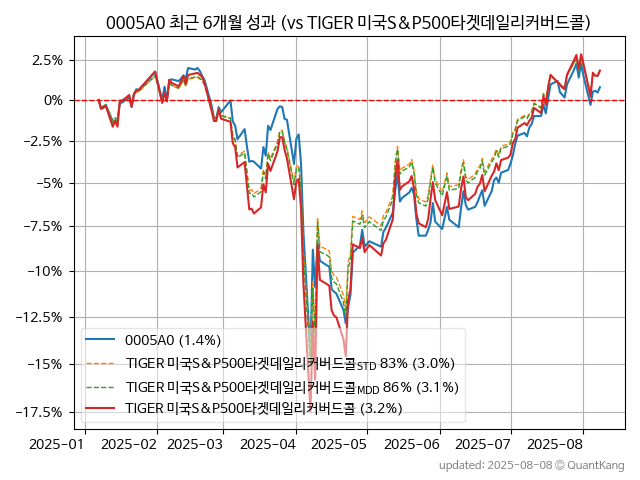 0005A0 최근 6개월 성과 (vs TIGER 미국S&P500타겟데일리커버드콜)
2.5%
0%
−2.5%
−5%
−7.5%
−10%
−12.5%
−15%
−17.5%
0005A0 (1.4%)
TIGER 미국S&P500타겟데일리커버드콜STD 83% (3.0%)
TIGER 미국S&P500타겟데일리커버드콜MDD 86% (3.1%)
TIGER 미국S&P500타겟데일리커버드콜 (3.2%)
2025-01 2025-02 2025-03 2025-04 2025-05 2025-06 2025-07 2025-08
updated: 2025-08-08 © QuantKang